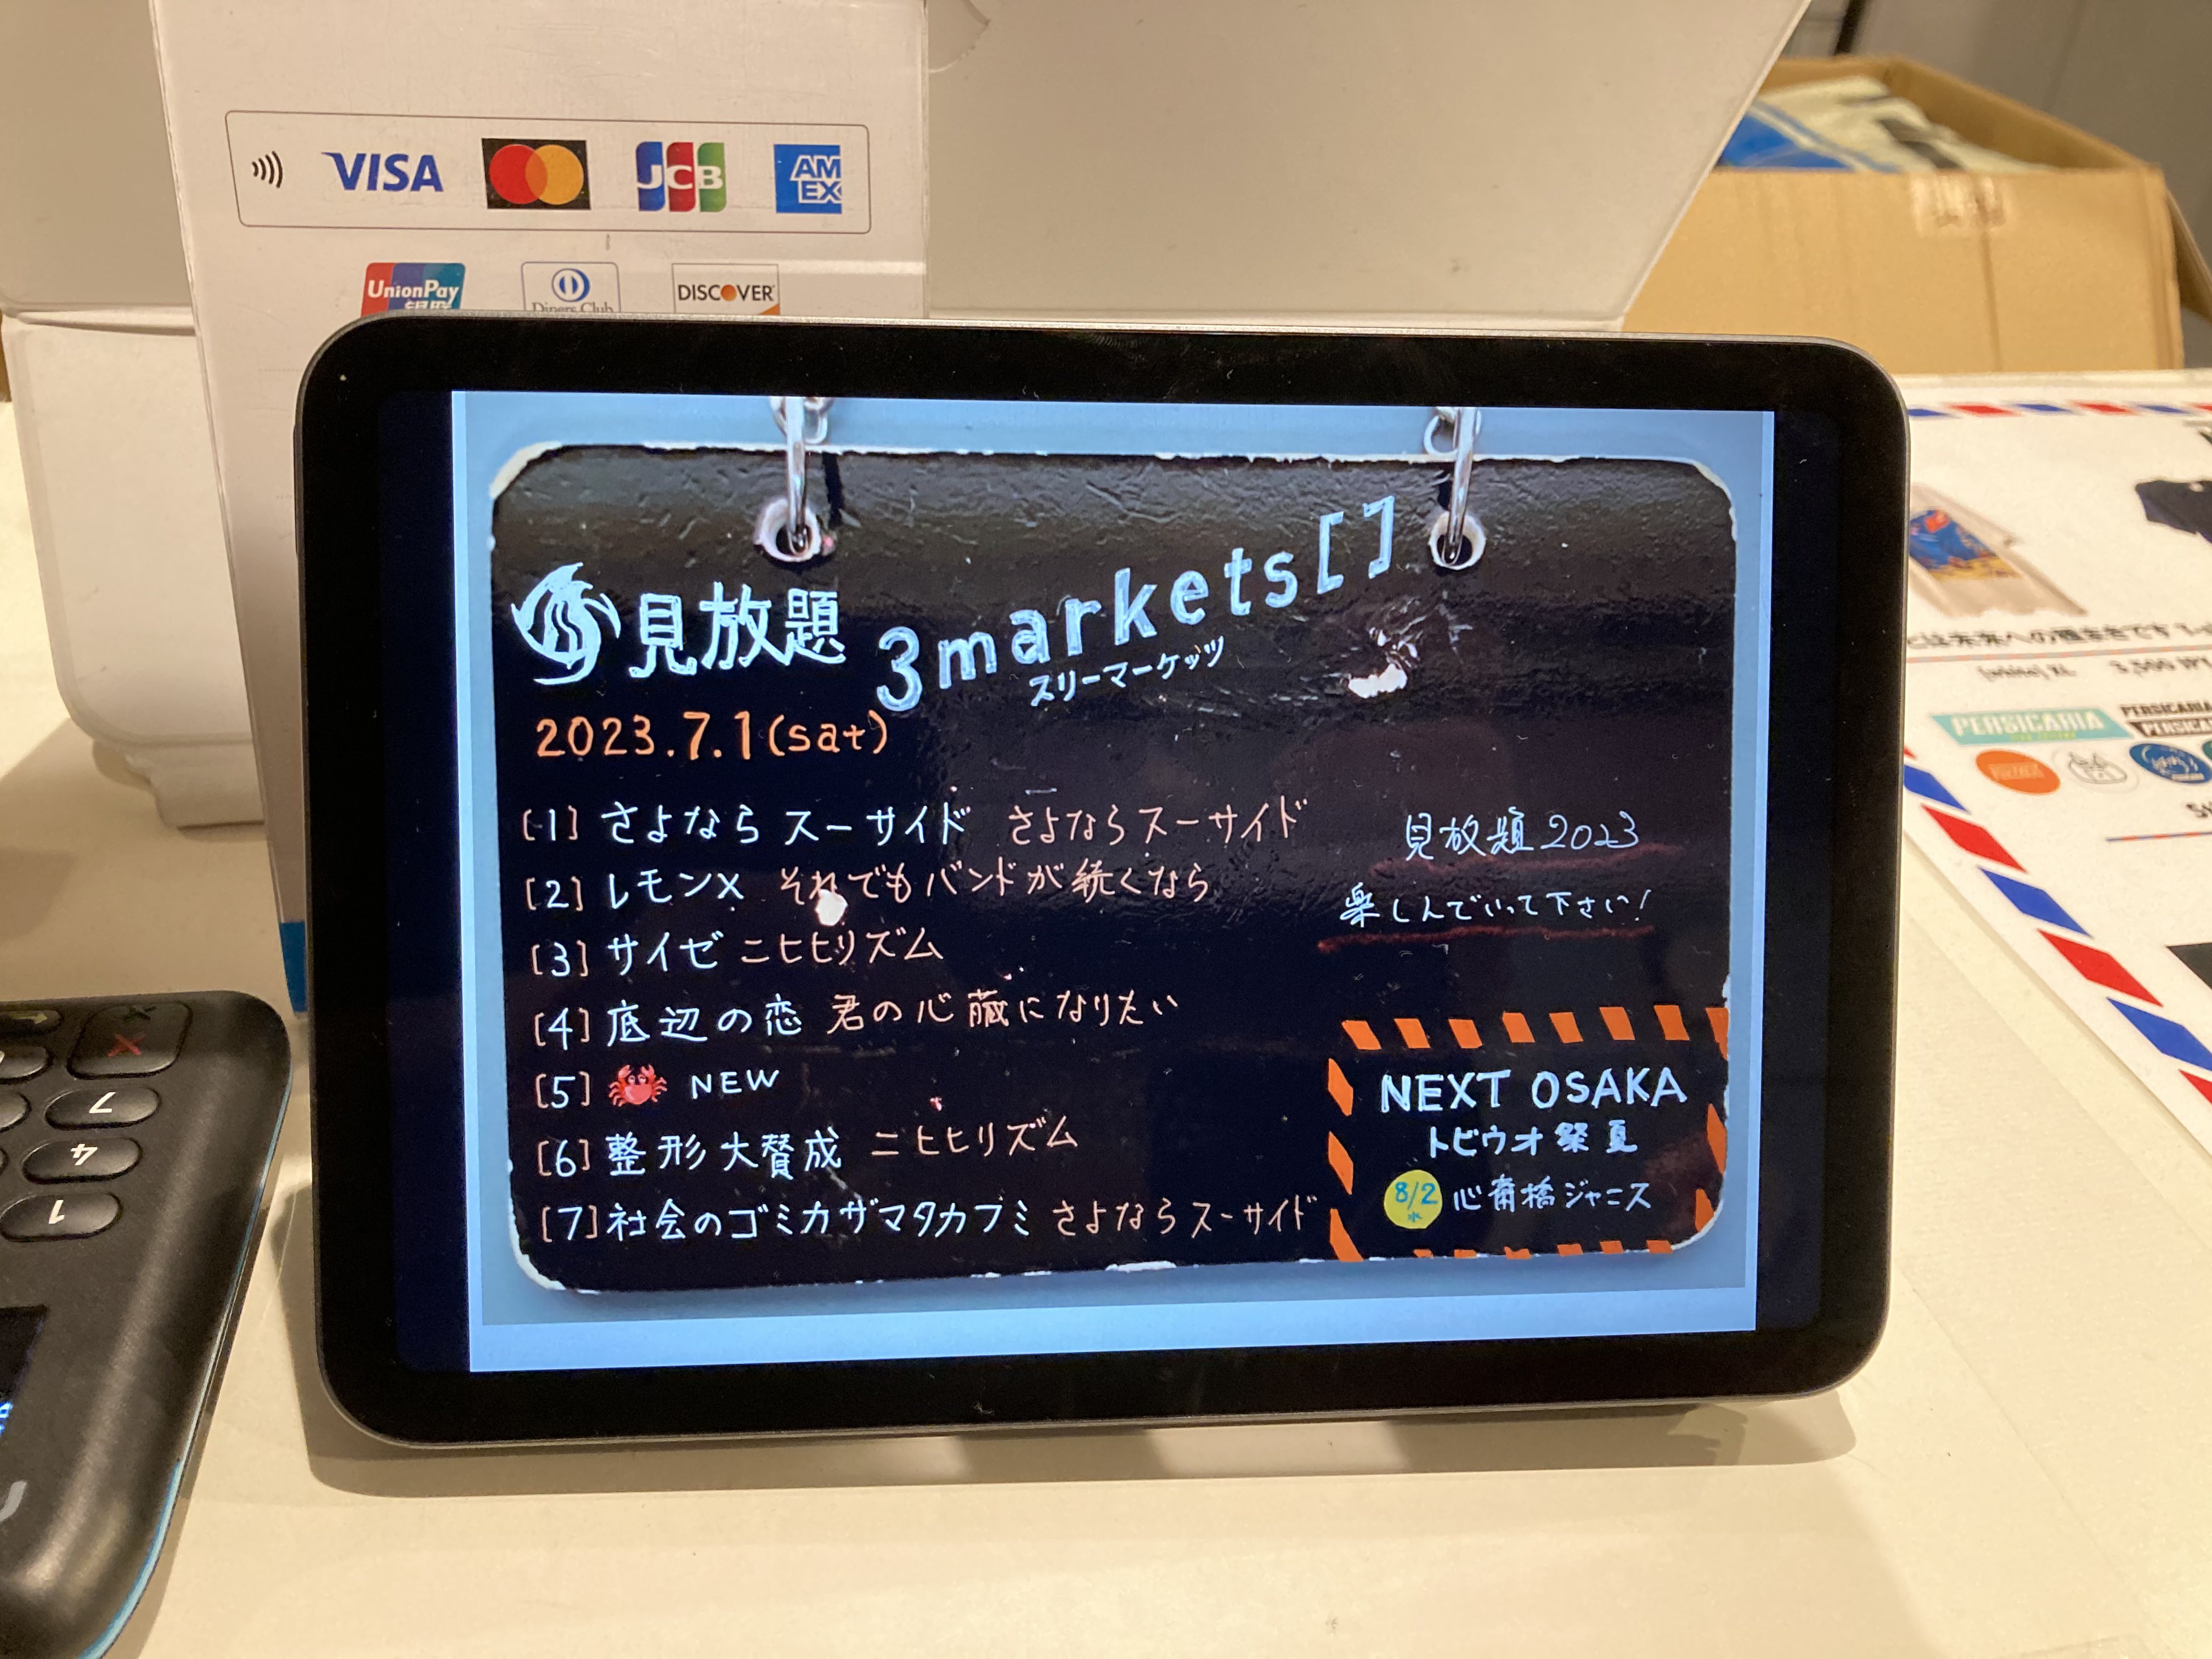 VISA
JCB
AM
EX
UnionPay
Diners Club
DISCOVER
見放題
3markets[]
スリーマーケッツ
2023.7.1(sat)
[1] さよならスーサイド さよならスーサイド
[2] レモン× それでもバンドが続くなら
[3] サイゼ ニヒヒリズム
[4] 底辺の恋 君の心臓になりたい
[5] 🦀 NEW
[6] 整形大賛成 ニヒヒリズム
[7] 社会のゴミカザマタカフミ さよならスーサイド
見放題2023
楽しんでいって下さい!
NEXT OSAKA
トビウオ祭 夏
8/2
水
心斎橋ジャニス
PERSICARIA
PERSICARIA
7
4
1